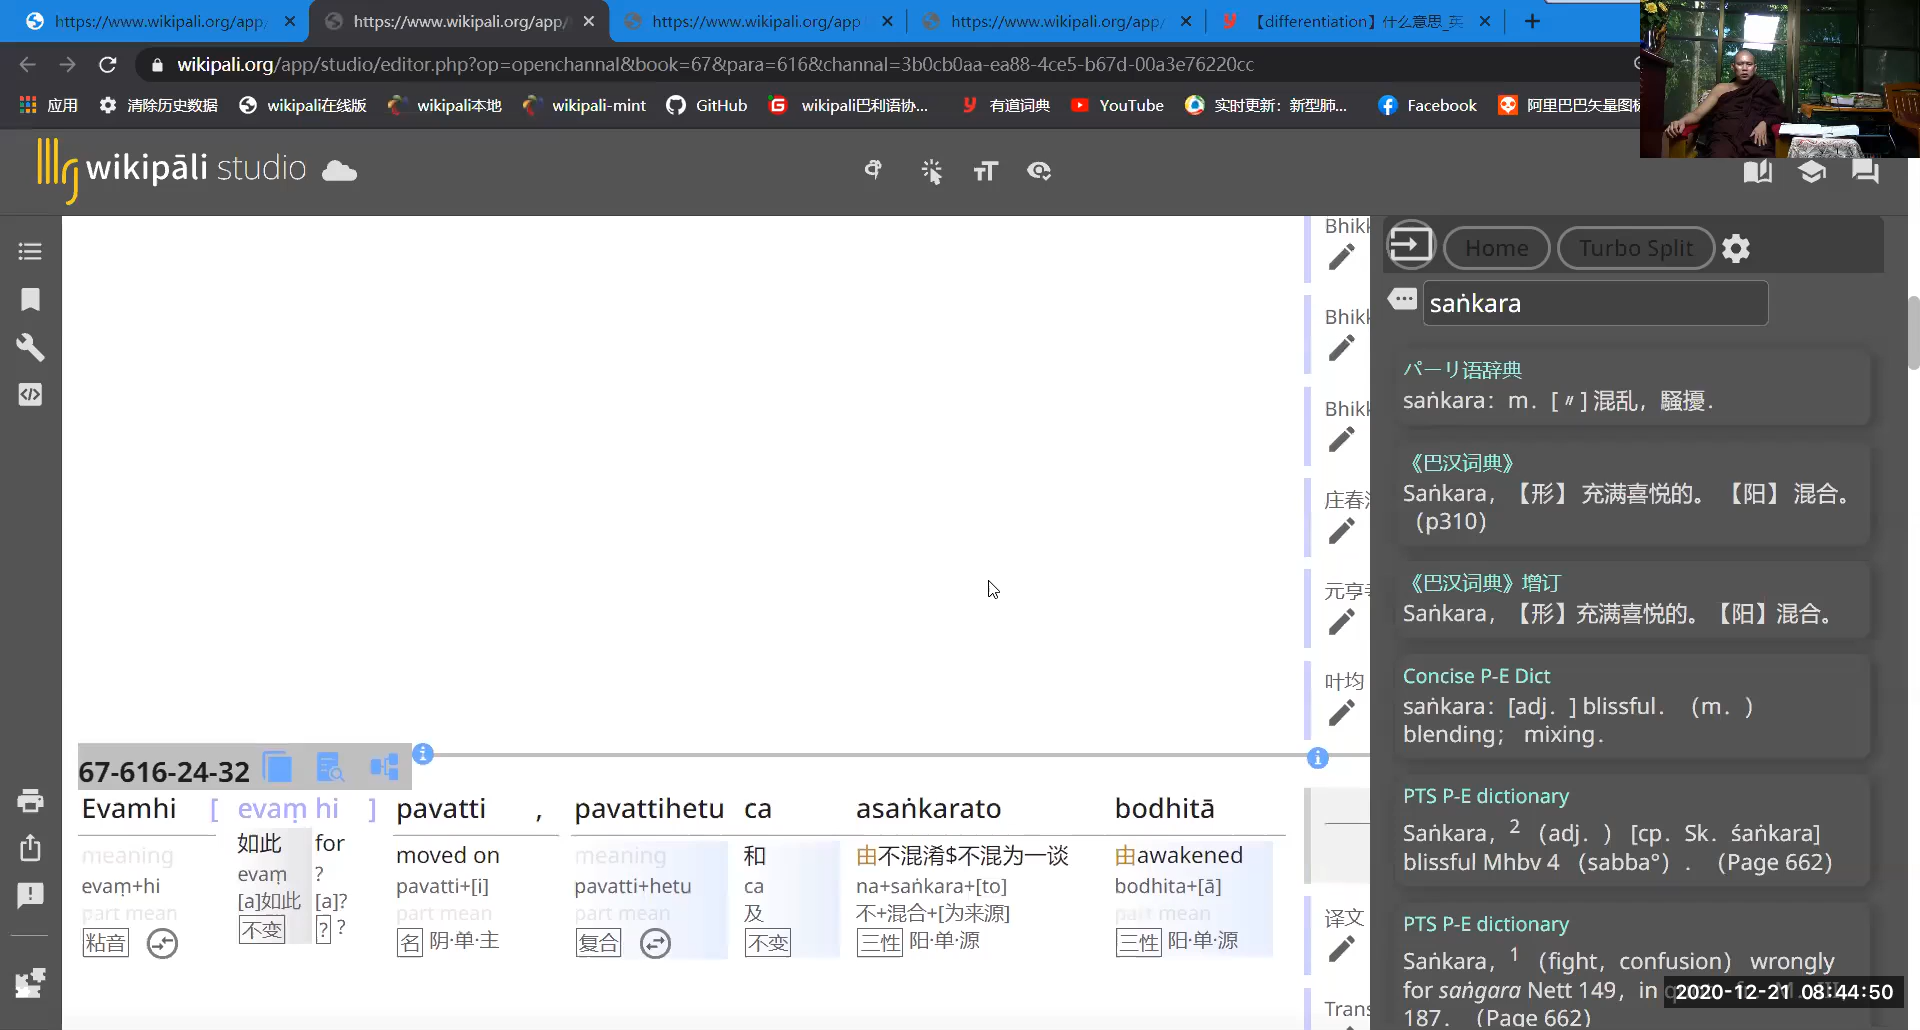 https://www.wikipali.org/app/
https://www.wikipali.org/app/
https://www.wikipali.org/app
https://www.wikipali.org/app/
【differentiation】什么意思_英
wikipali.org/app/studio/editor.php?op=openchannal&book=67&para=616&channal=3b0cb0aa-ea88-4ce5-b67d-00a3e76220cc
应用 清除历史数据 wikipali在线版 wikipali本地 wikipali-mint GitHub wikipali巴利语协... 有道词典 YouTube 实时更新：新型肺... Facebook 阿里巴巴矢量图标
wikipāli studio
Bhik
Bhik
Bhik
庄春
元亨
叶均
67-616-24-32
Evamhi [ evaṃ hi ] pavatti , pavattihetu ca asaṅkarato bodhitā
meaning 如此 for moved on meaning 和 由不混淆$不混为一谈 由awakened
evaṃ+hi evaṃ ? pavatti+[i] pavatti+hetu ca na+saṅkara+[to] bodhita+[ā]
part mean [a]如此 [a]? part mean part mean 及 不+混合+[为来源] part mean
粘音 不变 ? ? 名 阴·单·主 复合 不变 三性 阳·单·源 三性 阳·单·源
译文
Trans
Home Turbo Split
saṅkara
パーリ语辞典
saṅkara：m．[〃] 混乱，騒擾．
《巴汉词典》
Saṅkara，【形】 充满喜悦的。 【阳】 混合。
(p310)
《巴汉词典》增订
Saṅkara，【形】充满喜悦的。【阳】混合。
Concise P-E Dict
saṅkara：[adj．] blissful．（m．）
blending； mixing．
PTS P-E dictionary
Saṅkara，2（adj．）[cp．Sk．śaṅkara]
blissful Mhbv 4（sabba°）．（Page 662）
PTS P-E dictionary
Saṅkara，1（fight，confusion） wrongly
for saṅgara Nett 149，in
187．（Page 662）
2020-12-21 08:44:50